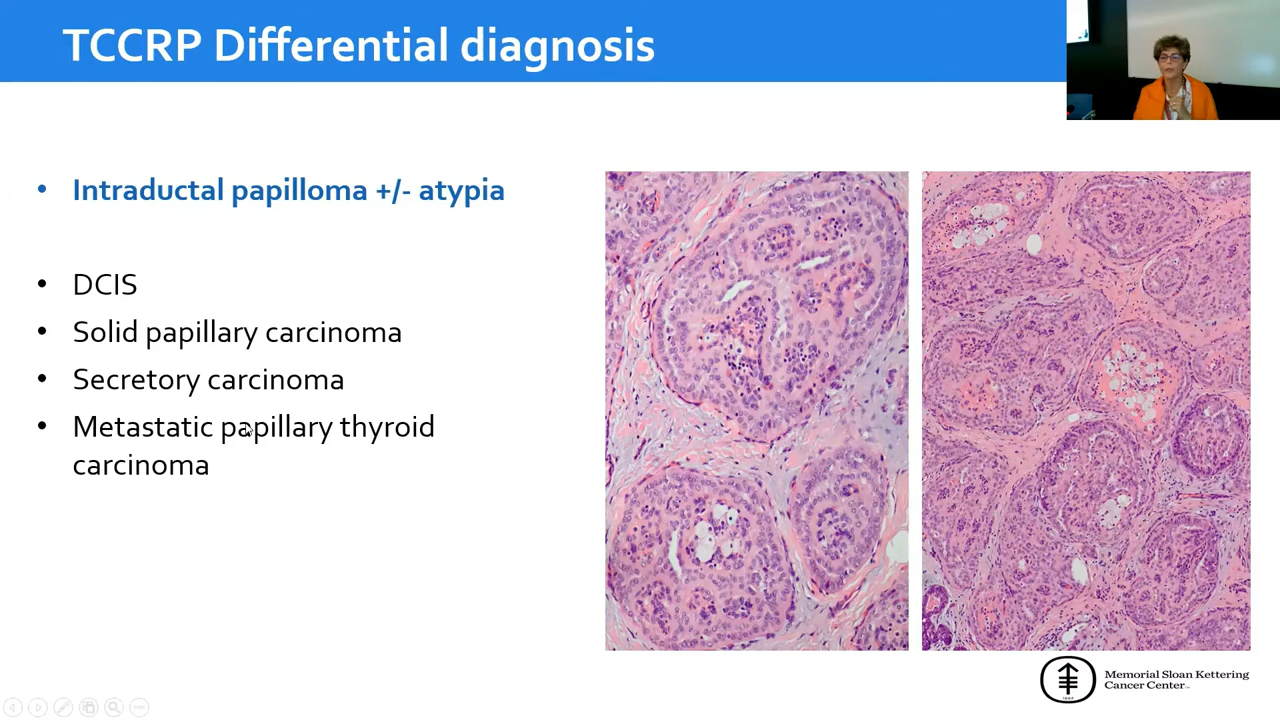 TCCRP Differential diagnosis
• Intraductal papilloma +/- atypia
• DCIS
• Solid papillary carcinoma
• Secretory carcinoma
• Metastatic papillary thyroid
carcinoma
Memorial Sloan Kettering
Cancer Center